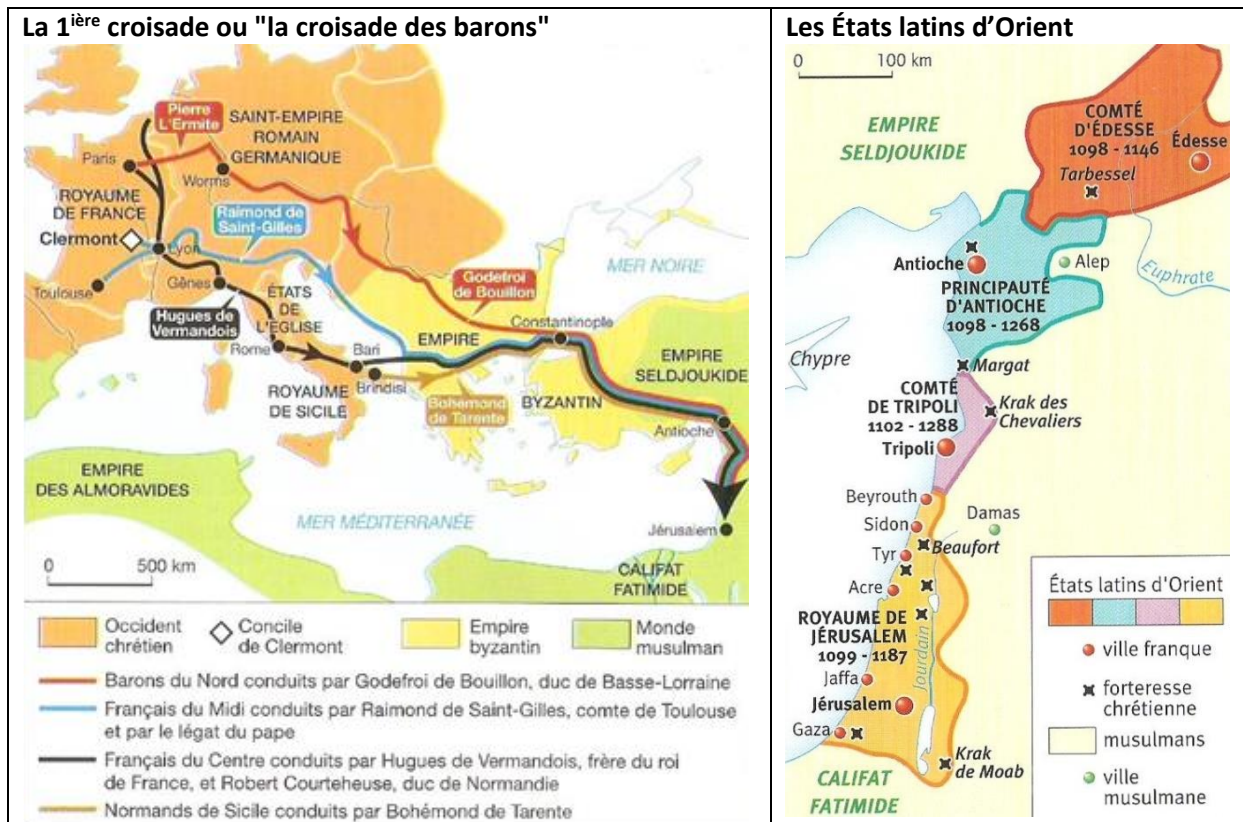 La 1ière croisade ou "la croisade des barons"
Pierre
L'Ermite
SAINT-EMPIRE
ROMAIN
GERMANIQUE
Paris
Worms
ROYAUME
DE FRANCE
Raimond de
Saint-Gilles
Clermont
Lyon
MER NOIRE
Toulouse
Gênes
ÉTATS
DE
L'ÉGLISE
Godefroi
de Bouillon
Hugues de
Vermandois
Constantinople
Rome
Bari
EMPIRE
EMPIRE
SELDJOUKIDE
Brindisi
ROYAUME
DE SICILE
Bohémond
de Tarente
BYZANTIN
Antioche
EMPIRE
DES ALMORAVIDES
MER MÉDITERRANÉE
Jérusalem
0 500 km
CALIFAT
FATIMIDE
Occident
chrétien
Concile
de Clermont
Empire
byzantin
Monde
musulman
Barons du Nord conduits par Godefroi de Bouillon, duc de Basse-Lorraine
Français du Midi conduits par Raimond de Saint-Gilles, comte de Toulouse
et par le légat du pape
Français du Centre conduits par Hugues de Vermandois, frère du roi
de France, et Robert Courteheuse, duc de Normandie
Normands de Sicile conduits par Bohémond de Tarente
Les États latins d'Orient
0 100 km
EMPIRE
SELDJOUKIDE
COMTÉ
D'ÉDESSE
1098 - 1146
Édesse
Tarbessel
Antioche
Alep
Euphrate
PRINCIPAUTÉ
D'ANTIOCHE
1098 - 1268
Chypre
Margat
COMTÉ
DE TRIPOLI
1102 - 1288
Krak des
Chevaliers
Tripoli
Beyrouth
Sidon
Damas
Beaufort
Tyr
Acre
ROYAUME DE
JÉRUSALEM
1099 - 1187
Jourdain
Jaffa
Jérusalem
Gaza
Krak
de Moab
CALIFAT
FATIMIDE
États latins d'Orient
ville franque
forteresse
chrétienne
musulmans
ville
musulmane